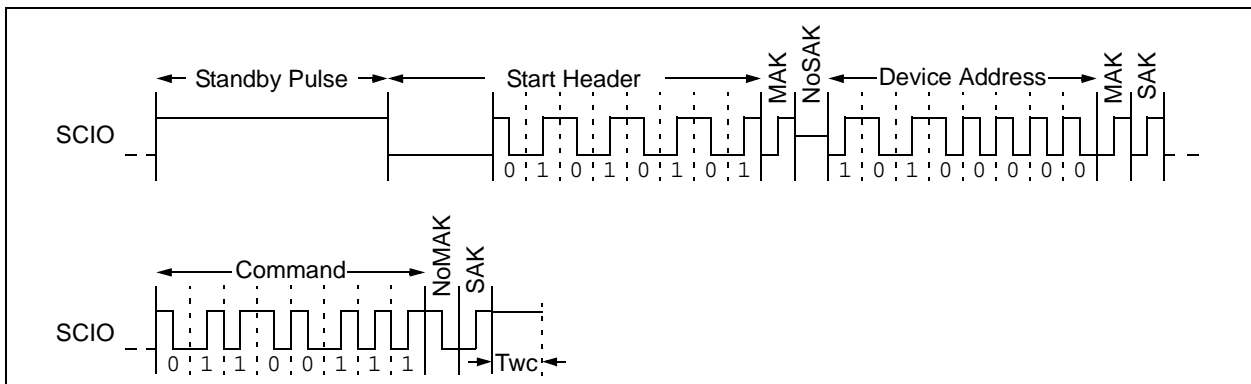 Standby Pulse Start Header MAK NoSAK Device Address MAK SAK
SCIO
0 1 0 1 0 1 0 1 1 0 1 0 0 0 0 0
Command NoMAK SAK
SCIO
0 1 1 0 0 1 1 1 Twc